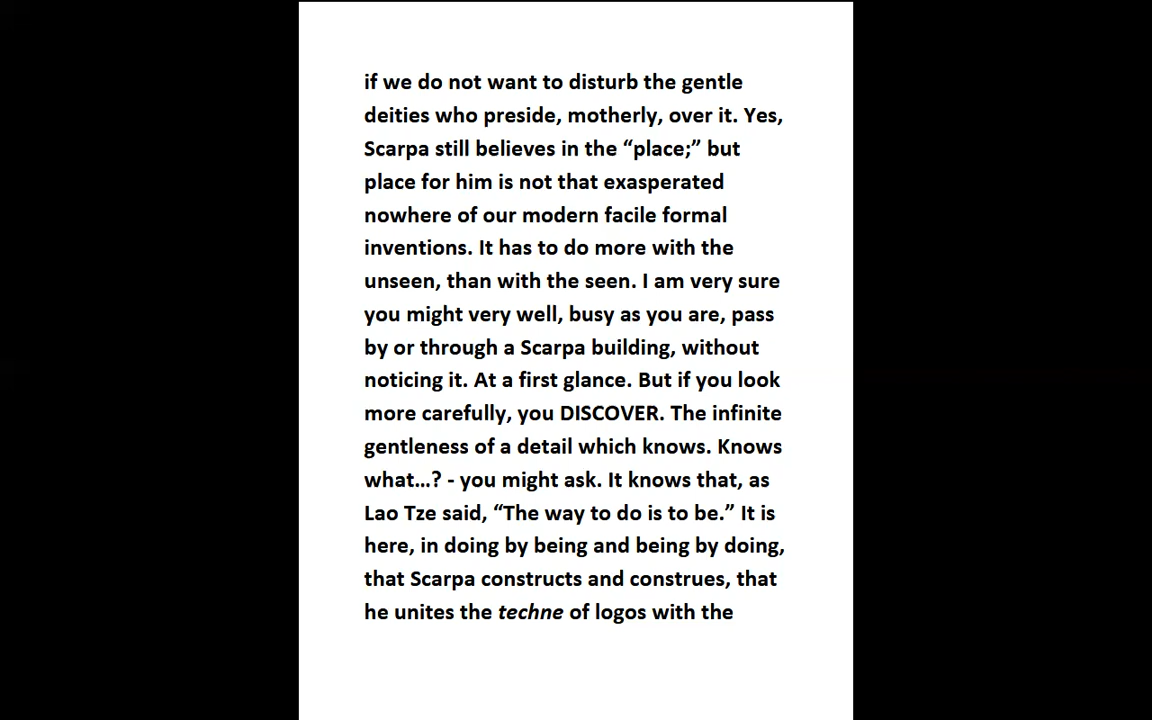 if we do not want to disturb the gentle
deities who preside, motherly, over it. Yes,
Scarpa still believes in the “place;” but
place for him is not that exasperated
nowhere of our modern facile formal
inventions. It has to do more with the
unseen, than with the seen. I am very sure
you might very well, busy as you are, pass
by or through a Scarpa building, without
noticing it. At a first glance. But if you look
more carefully, you DISCOVER. The infinite
gentleness of a detail which knows. Knows
what...? - you might ask. It knows that, as
Lao Tze said, “The way to do is to be.” It is
here, in doing by being and being by doing,
that Scarpa constructs and construes, that
he unites the techne of logos with the